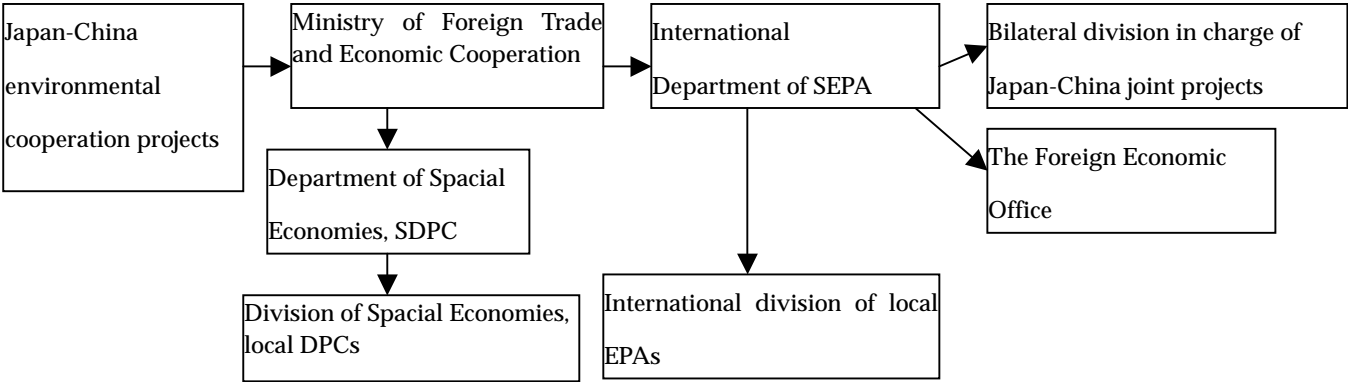 Japan-China
environmental
cooperation projects
Ministry of Foreign Trade
and Economic Cooperation
International
Department of SEPA
Bilateral division in charge of
Japan-China joint projects
The Foreign Economic
Office
Department of Spacial
Economies, SDPC
Division of Spacial Economies,
local DPCs
International division of local
EPAs